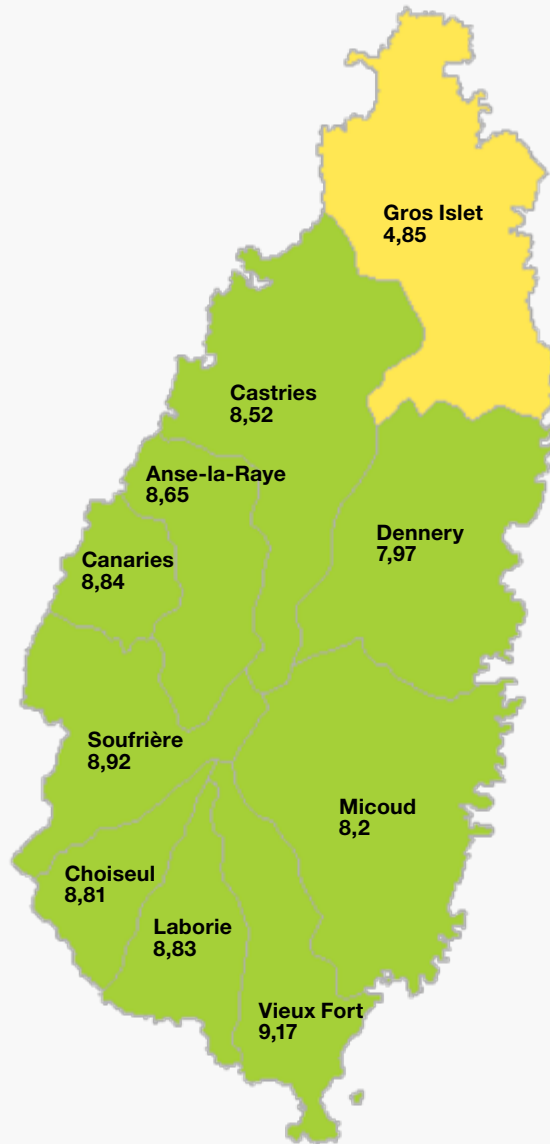 Gros Islet
4,85
Castries
8,52
Anse-la-Raye
8,65
Dennery
7,97
Canaries
8,84
Soufrière
8,92
Micoud
8,2
Choiseul
8,81
Laborie
8,83
Vieux Fort
9,17